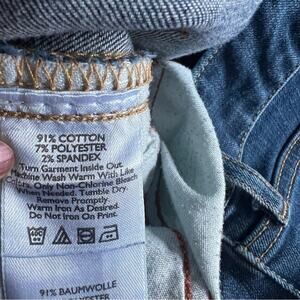 91% COTTON
7% POLYESTER
2% SPANDEX
Turn Garment Inside Out.
Machine Wash Warm With Like
Colors. Only Non-Chlorine Bleach
When Needed. Tumble Dry.
Remove Promptly.
Warm Iron As Desired.
Do Not Iron On Print.
91% BAUMWOLLE
POLYESTER